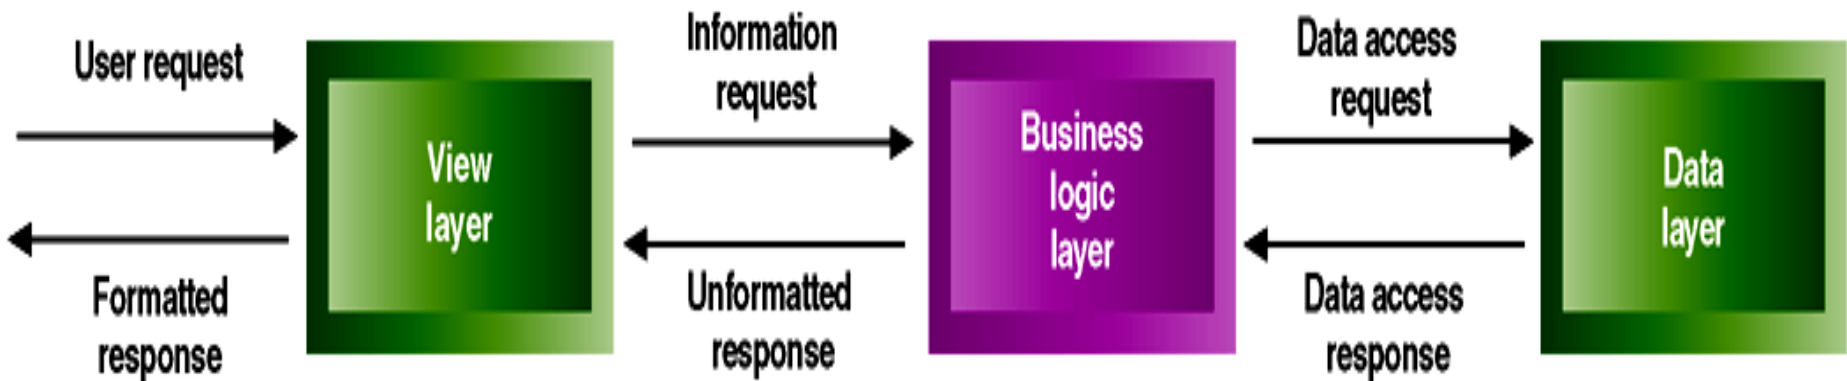 User request
Formatted
response
View
layer
Information
request
Unformatted
response
Business
logic
layer
Data access
request
Data access
response
Data
layer